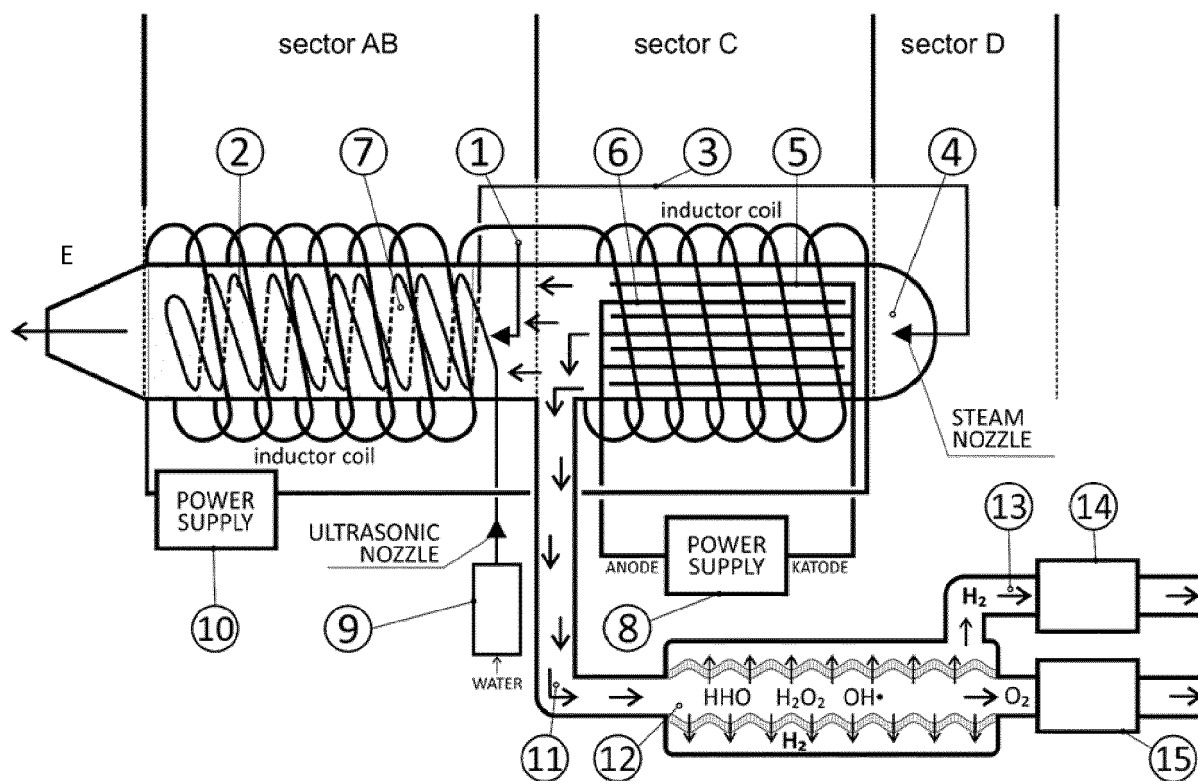 sector AB
sector C
sector D
2
7
1
6
3
5
4
inductor coil
E
STEAM
NOZZLE
inductor coil
POWER
SUPPLY
ULTRASONIC
NOZZLE
ANODE
POWER
SUPPLY
KATODE
13
14
10
9
8
H₂
WATER
HHO
H₂O₂
OH•
O₂
H₂
11
12
15